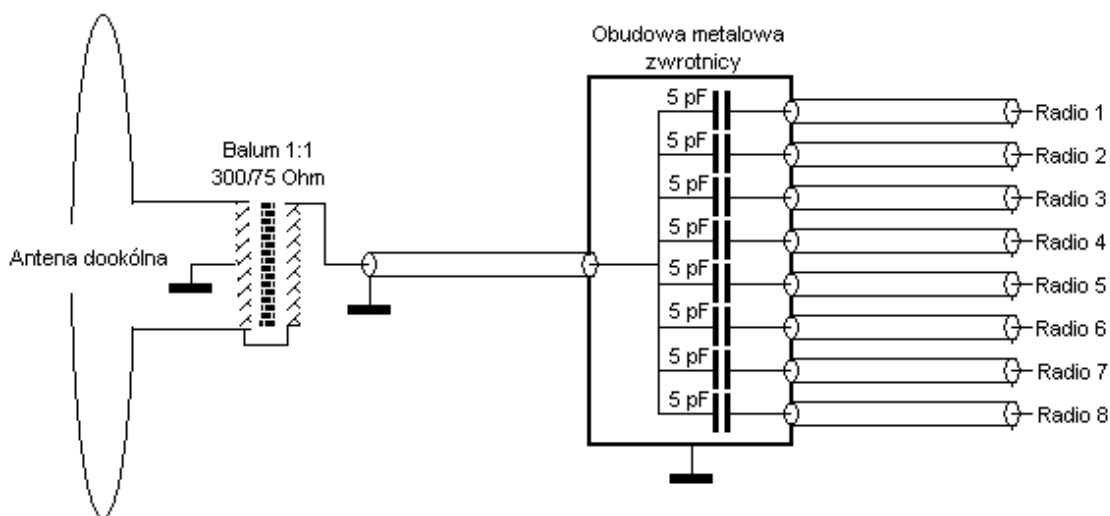 Obudowa metalowa
zwrotnicy
Balum 1:1
300/75 Ohm
Antena dookólna
5 pF
Radio 1
5 pF
Radio 2
5 pF
Radio 3
5 pF
Radio 4
5 pF
Radio 5
5 pF
Radio 6
5 pF
Radio 7
5 pF
Radio 8